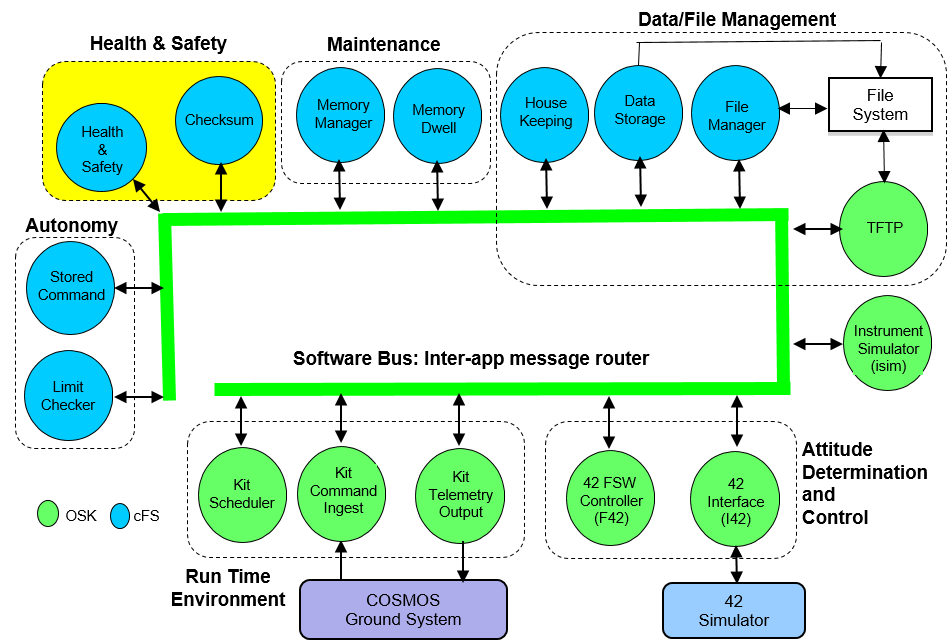 Data/File Management
Health & Safety
Maintenance
Health
&
Safety
Checksum
Memory
Manager
Memory
Dwell
House
Keeping
Data
Storage
File
Manager
File
System
TFTP
Autonomy
Stored
Command
Limit
Checker
Instrument
Simulator
(isim)
Software Bus: Inter-app message router
Kit
Scheduler
Kit
Command
Ingest
Kit
Telemetry
Output
42 FSW
Controller
(F42)
42
Interface
(I42)
Attitude
Determination
and
Control
OSK
cFS
Run Time
Environment
COSMOS
Ground System
42
Simulator